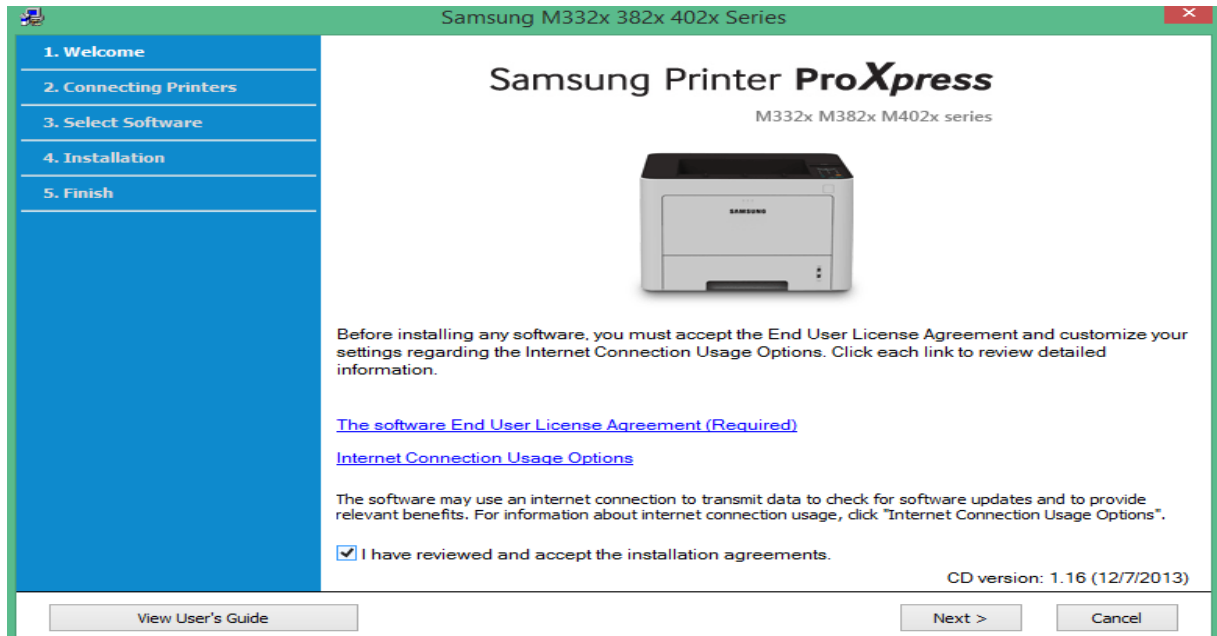 Samsung M332x 382x 402x Series
1. Welcome
2. Connecting Printers
3. Select Software
4. Installation
5. Finish
Samsung Printer ProXpress
M332x M382x M402x series
SAMSUNG
Before installing any software, you must accept the End User License Agreement and customize your
settings regarding the Internet Connection Usage Options. Click each link to review detailed
information.
The software End User License Agreement (Required)
Internet Connection Usage Options
The software may use an internet connection to transmit data to check for software updates and to provide
relevant benefits. For information about internet connection usage, click "Internet Connection Usage Options".
I have reviewed and accept the installation agreements.
CD version: 1.16 (12/7/2013)
View User's Guide
Next >
Cancel